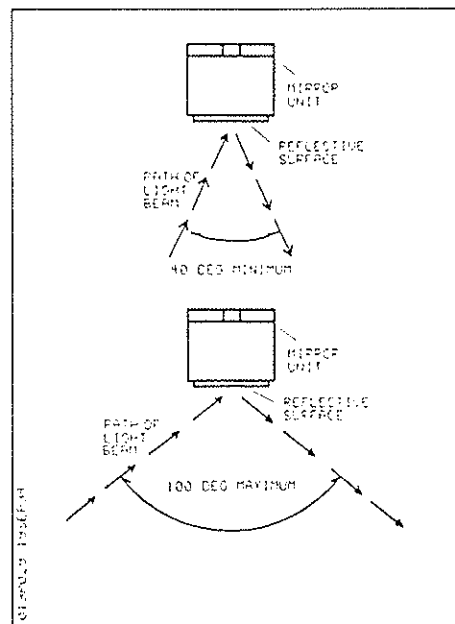 MIRROR
UNIT
REFLECTIVE
SURFACE
PATH OF
LIGHT
BEAM
40 DEG MINIMUM
MIRROR
UNIT
REFLECTIVE
SURFACE
PATH OF
LIGHT
BEAM
100 DEG MAXIMUM